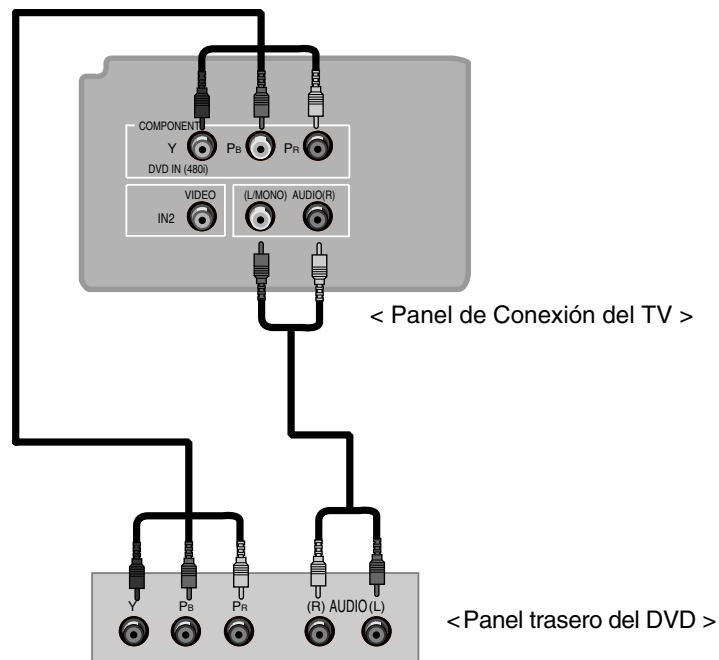 COMPONENT
Y PB PR
DVD IN (480i)
VIDEO (L/MONO) AUDIO(R)
IN2
< Panel de Conexión del TV >
Y PB PR (R) AUDIO (L)
<Panel trasero del DVD >